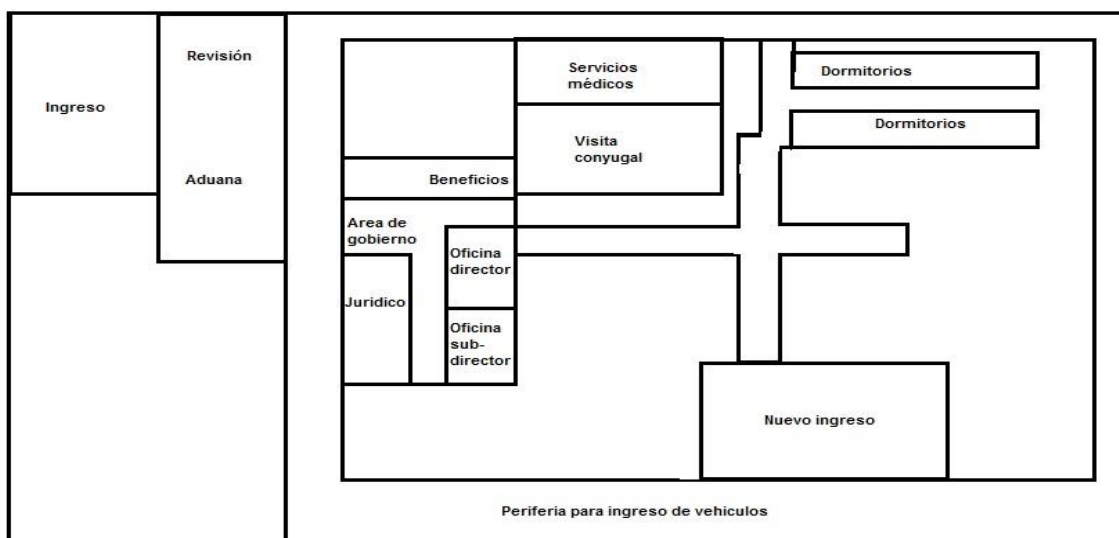 Ingreso
Revisión
Aduana
Servicios
médicos
Visita
conyugal
Beneficios
Area de
gobierno
Oficina
director
Juridico
Oficina
sub-
director
Dormitorios
Dormitorios
Nuevo ingreso
Periferia para ingreso de vehiculos